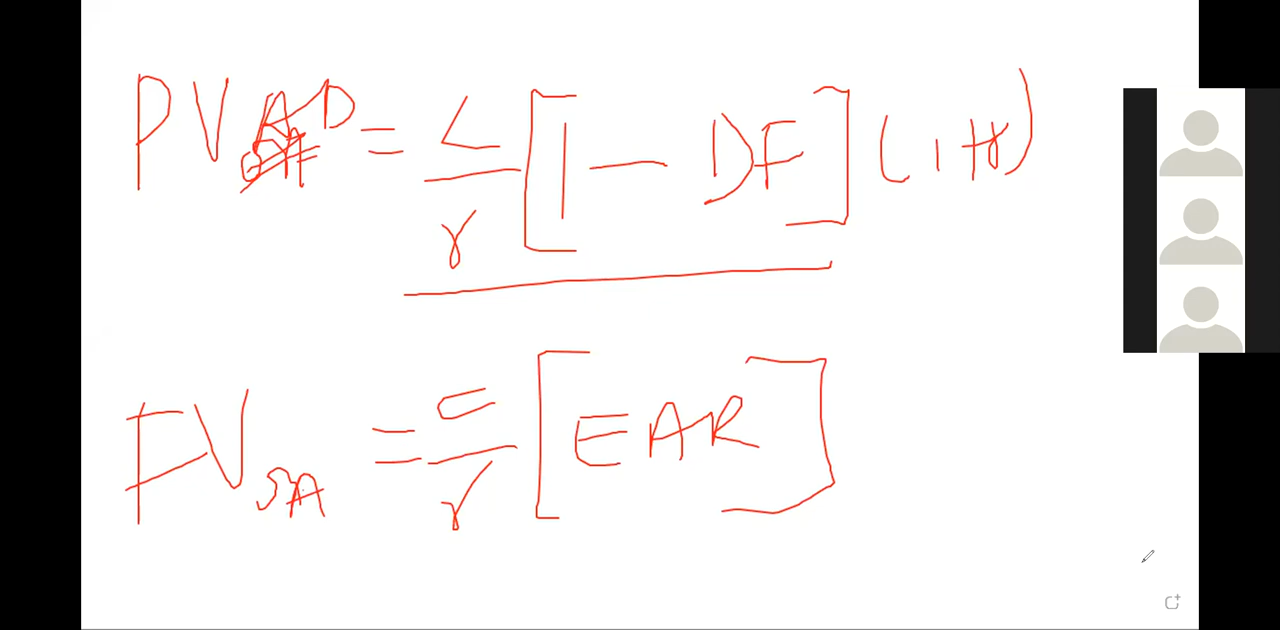 PV AD = C/r [1 - DF] (1+r)
FV SA = C/r [EAR]